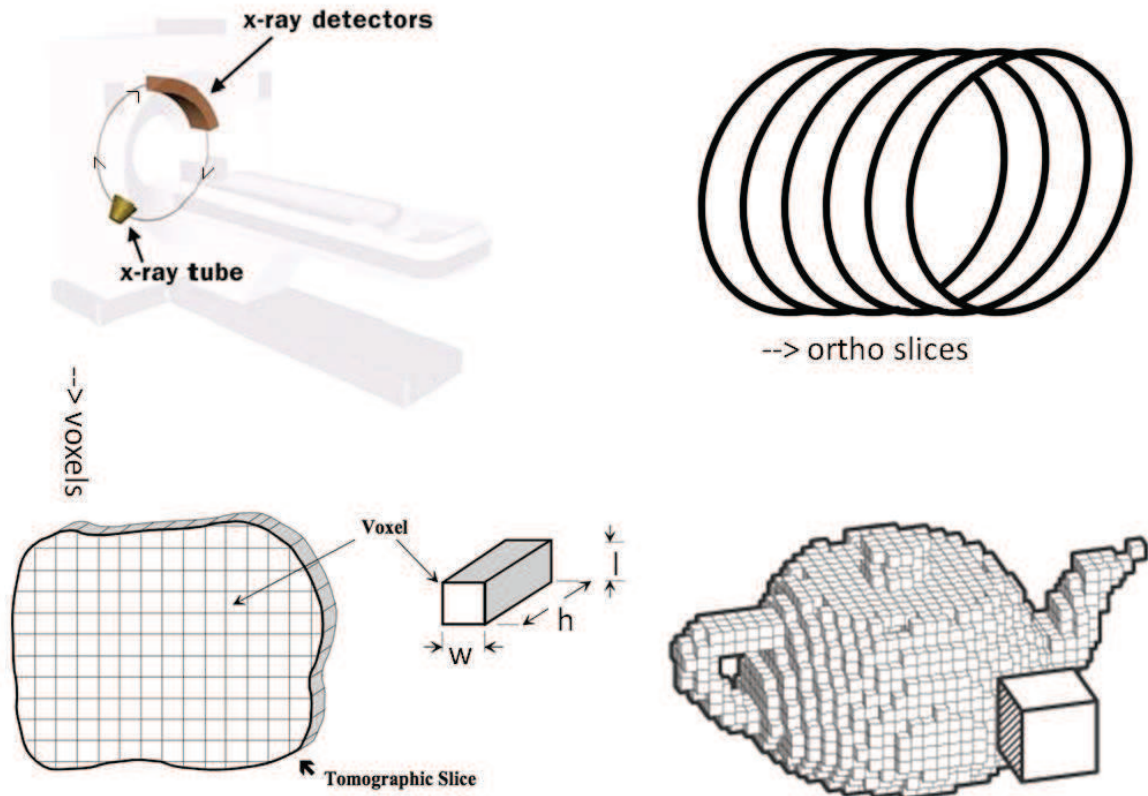 x-ray detectors
x-ray tube
--> ortho slices
--> voxels
Voxel
l
h
w
Tomographic Slice